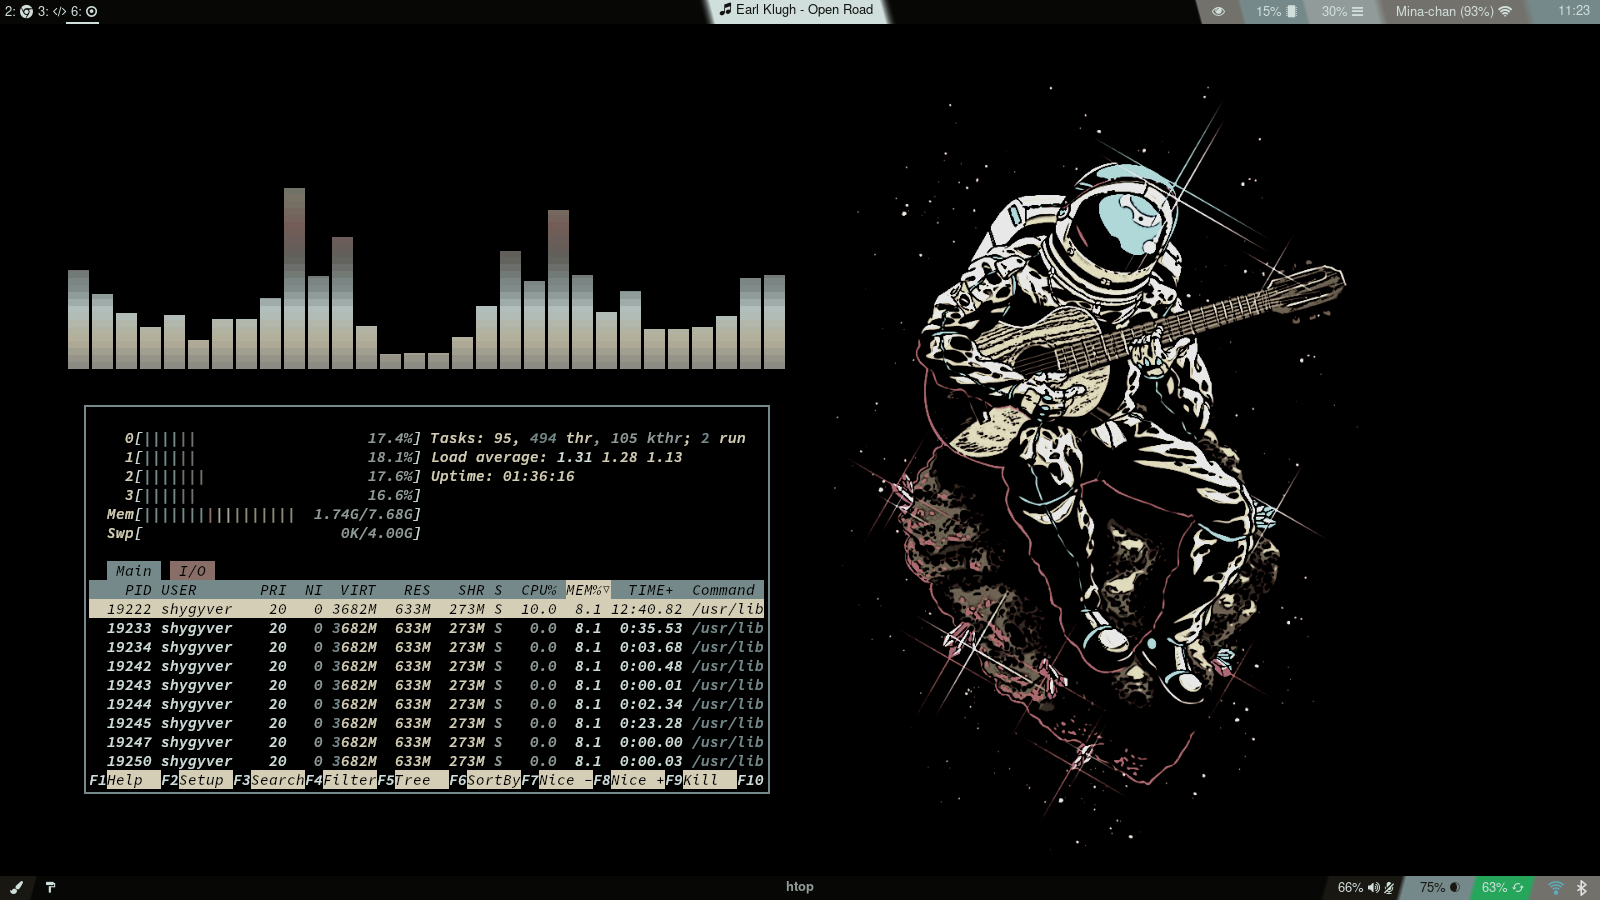 2: 3: </> 6:
Earl Klugh - Open Road
15% 30% Mina-chan (93%) 11:23
0[|||||| 17.4%] Tasks: 95, 494 thr, 105 kthr; 2 run
1[|||||| 18.1%] Load average: 1.31 1.28 1.13
2[||||||| 17.6%] Uptime: 01:36:16
3[|||||| 16.6%]
Mem[||||||||||||||||| 1.74G/7.68G]
Swp[ 0K/4.00G]
Main I/O
PID USER PRI NI VIRT RES SHR S CPU% MEM%▽ TIME+ Command
19222 shygyver 20 0 3682M 633M 273M S 10.0 8.1 12:40.82 /usr/lib
19233 shygyver 20 0 3682M 633M 273M S 0.0 8.1 0:35.53 /usr/lib
19234 shygyver 20 0 3682M 633M 273M S 0.0 8.1 0:03.68 /usr/lib
19242 shygyver 20 0 3682M 633M 273M S 0.0 8.1 0:00.48 /usr/lib
19243 shygyver 20 0 3682M 633M 273M S 0.0 8.1 0:00.01 /usr/lib
19244 shygyver 20 0 3682M 633M 273M S 0.0 8.1 0:02.34 /usr/lib
19245 shygyver 20 0 3682M 633M 273M S 0.0 8.1 0:23.28 /usr/lib
19247 shygyver 20 0 3682M 633M 273M S 0.0 8.1 0:00.00 /usr/lib
19250 shygyver 20 0 3682M 633M 273M S 0.0 8.1 0:00.03 /usr/lib
F1Help F2Setup F3SearchF4FilterF5Tree F6SortByF7Nice -F8Nice +F9Kill F10
htop
66% 75% 63%